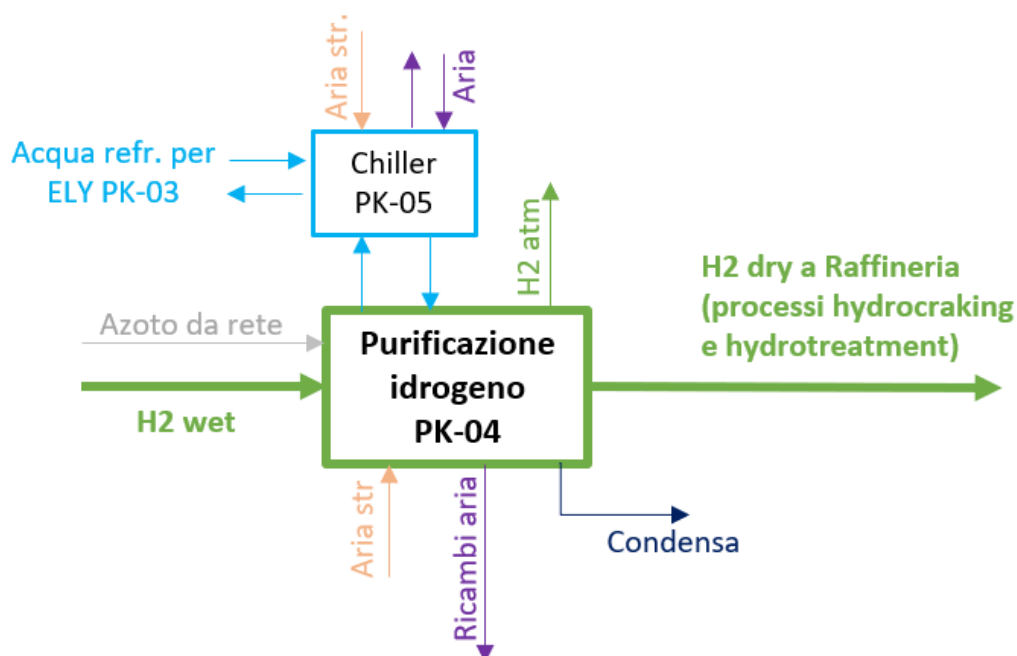 Aria str.
Aria
Acqua refr. per
ELY PK-03
Chiller
PK-05
H2 atm
H2 dry a Raffineria
(processi hydrocraking
e hydrotreatment)
Azoto da rete
Purificazione
idrogeno
PK-04
H2 wet
Aria str
Ricambi aria
Condensa